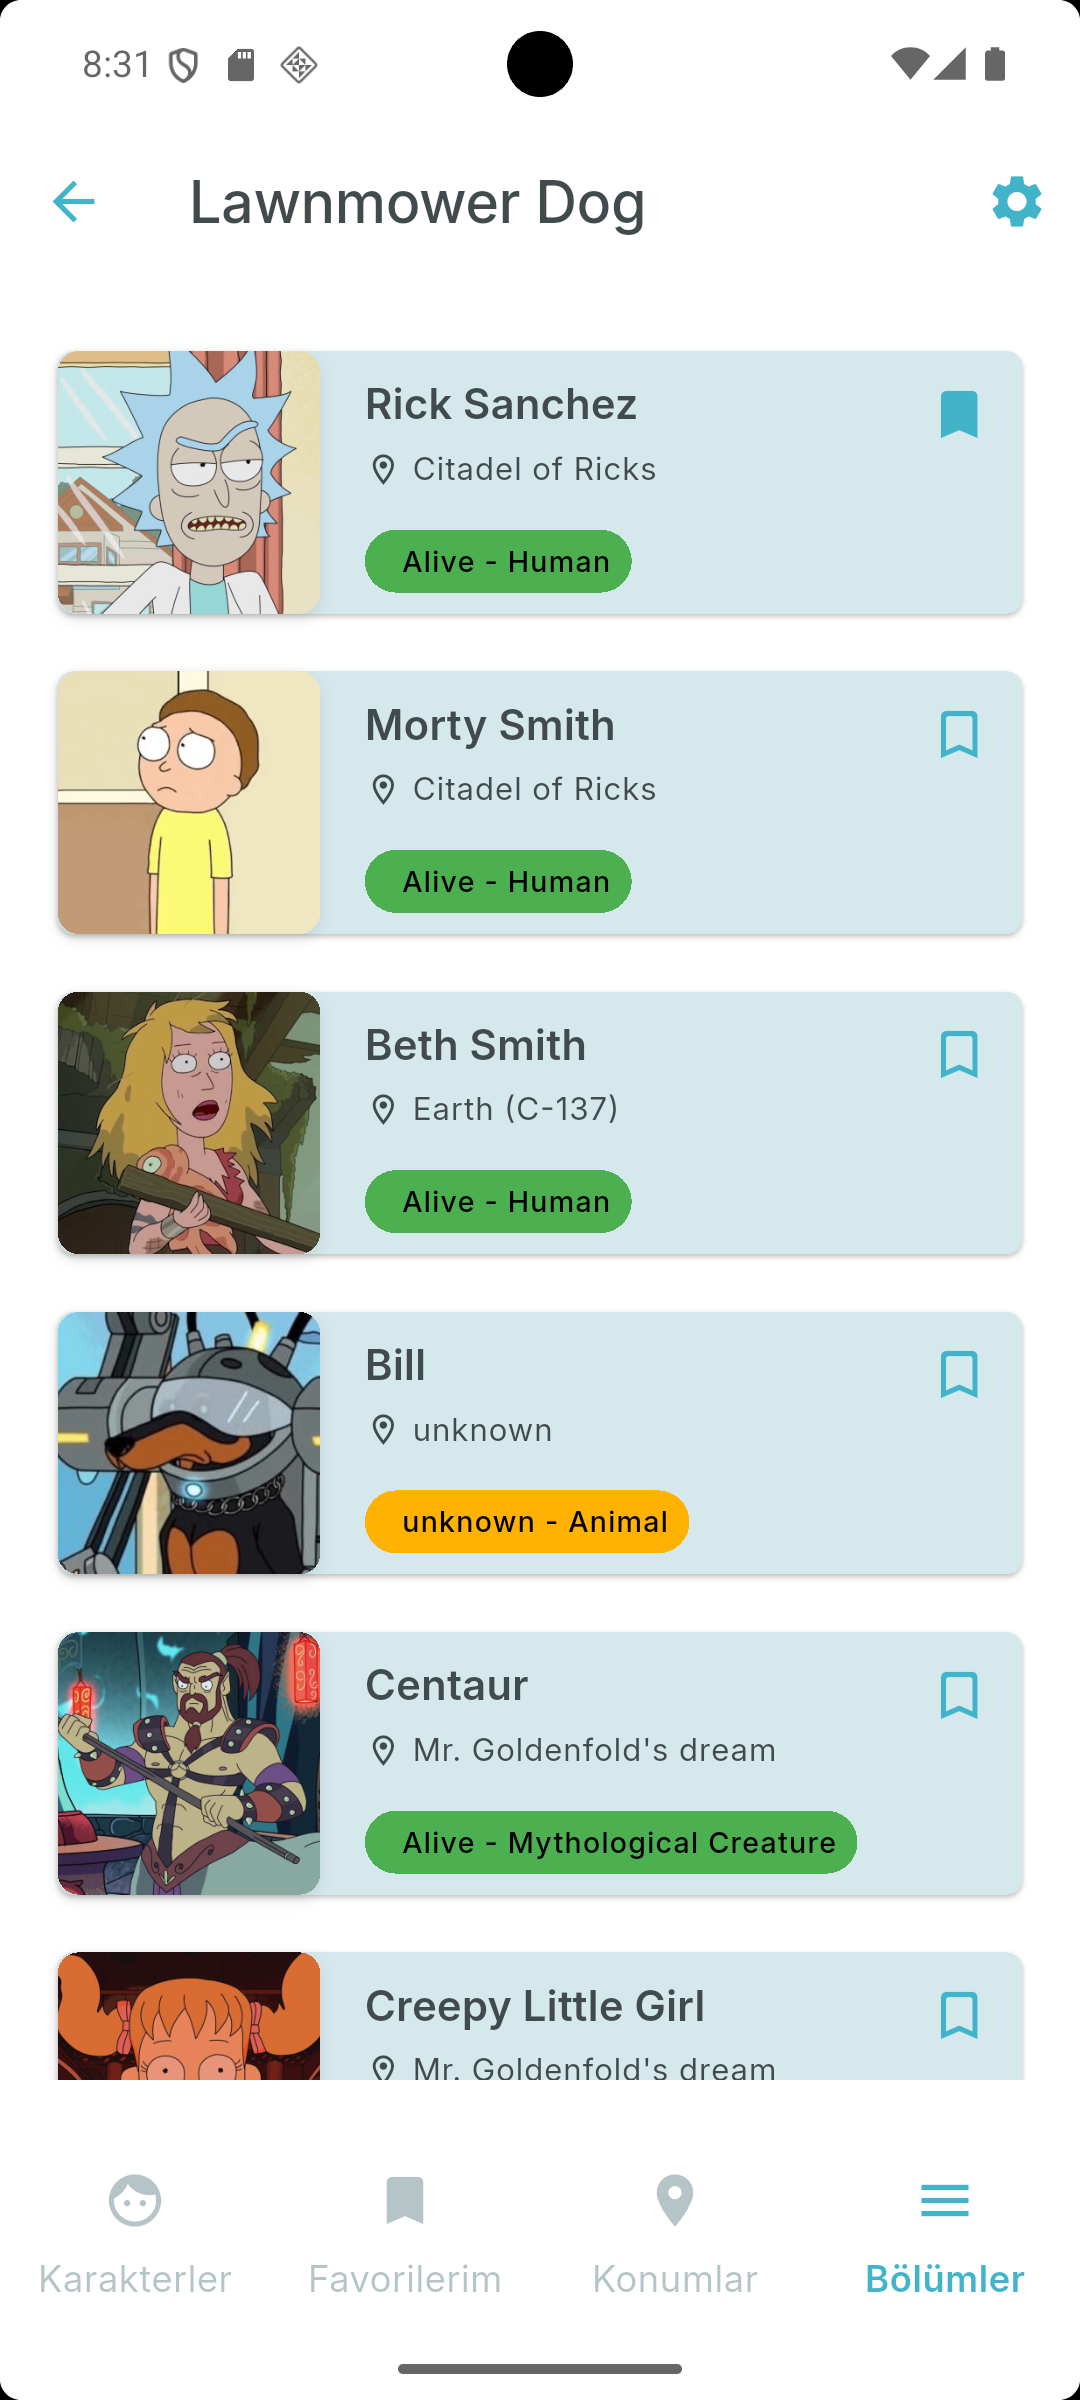 8:31
Lawnmower Dog
Rick Sanchez
Citadel of Ricks
Alive - Human
Morty Smith
Citadel of Ricks
Alive - Human
Beth Smith
Earth (C-137)
Alive - Human
Bill
unknown
unknown - Animal
Centaur
Mr. Goldenfold's dream
Alive - Mythological Creature
Creepy Little Girl
Mr. Goldenfold's dream
Karakterler
Favorilerim
Konumlar
Bölümler